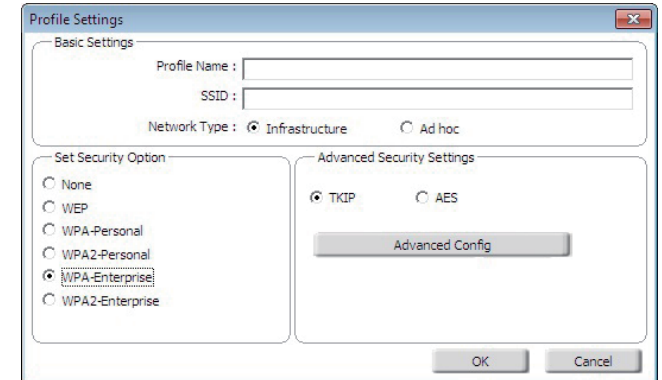 Profile Settings
Basic Settings
Profile Name :
SSID :
Network Type : Infrastructure Ad hoc
Set Security Option
None
WEP
WPA-Personal
WPA2-Personal
WPA-Enterprise
WPA2-Enterprise
Advanced Security Settings
TKIP AES
Advanced Config
OK Cancel